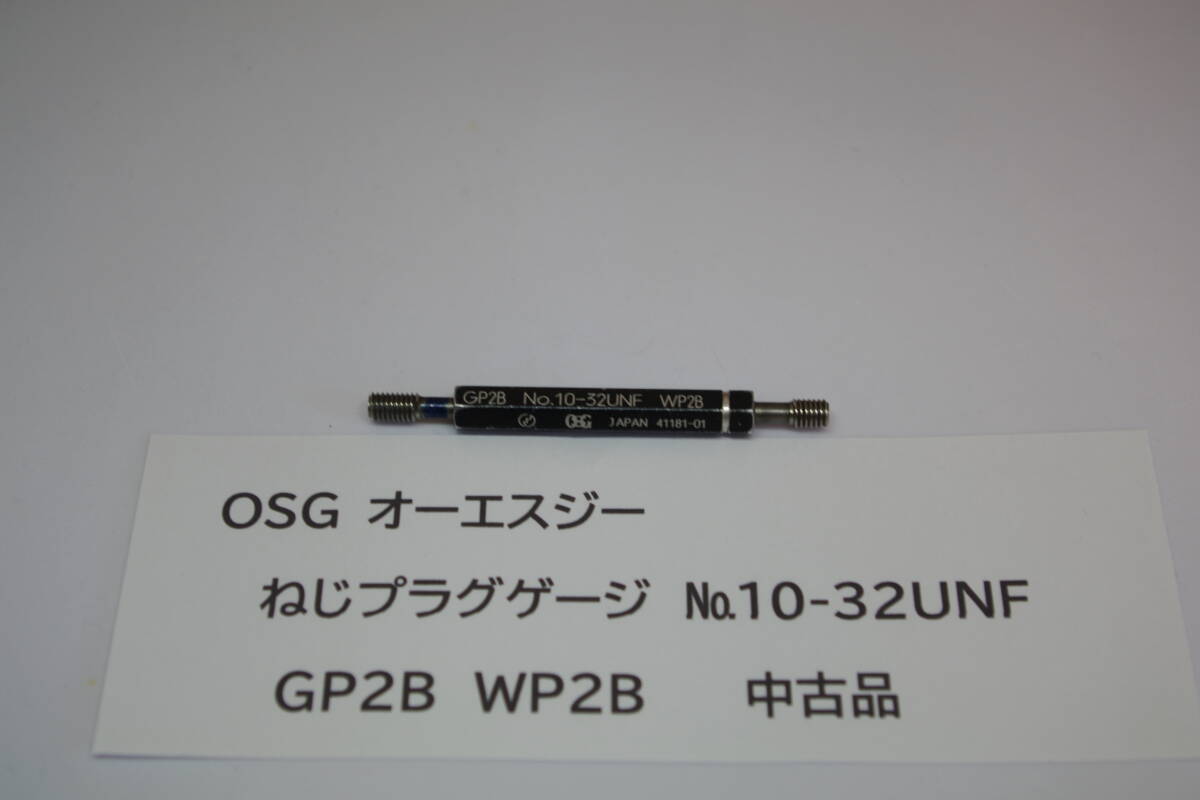 GP2B No.10-32UNF WP2B
OSG JAPAN 41181-01
OSG オーエスジー
ねじプラグゲージ №10-32UNF
GP2B WP2B 中古品